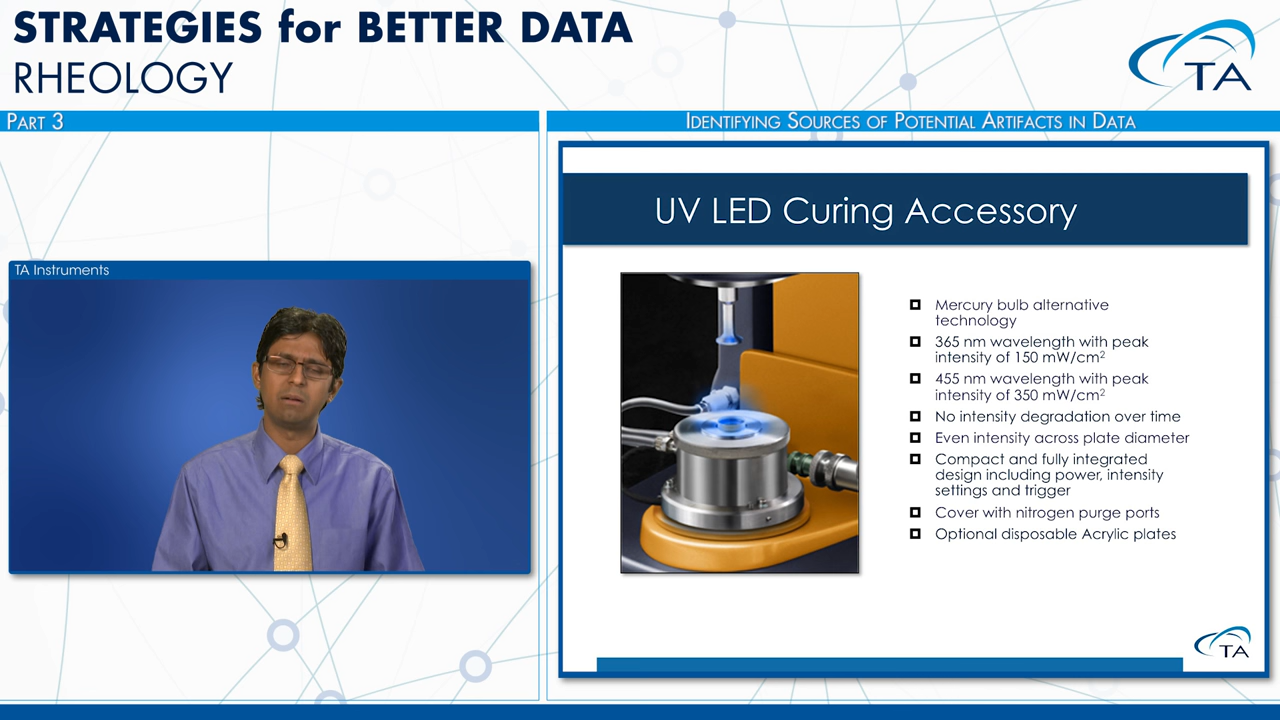 STRATEGIES for BETTER DATA
RHEOLOGY
TA
PART 3
IDENTIFYING SOURCES OF POTENTIAL ARTIFACTS IN DATA
TA Instruments
UV LED Curing Accessory
Mercury bulb alternative
technology
365 nm wavelength with peak
intensity of 150 mW/cm²
455 nm wavelength with peak
intensity of 350 mW/cm²
No intensity degradation over time
Even intensity across plate diameter
Compact and fully integrated
design including power, intensity
settings and trigger
Cover with nitrogen purge ports
Optional disposable Acrylic plates
TA